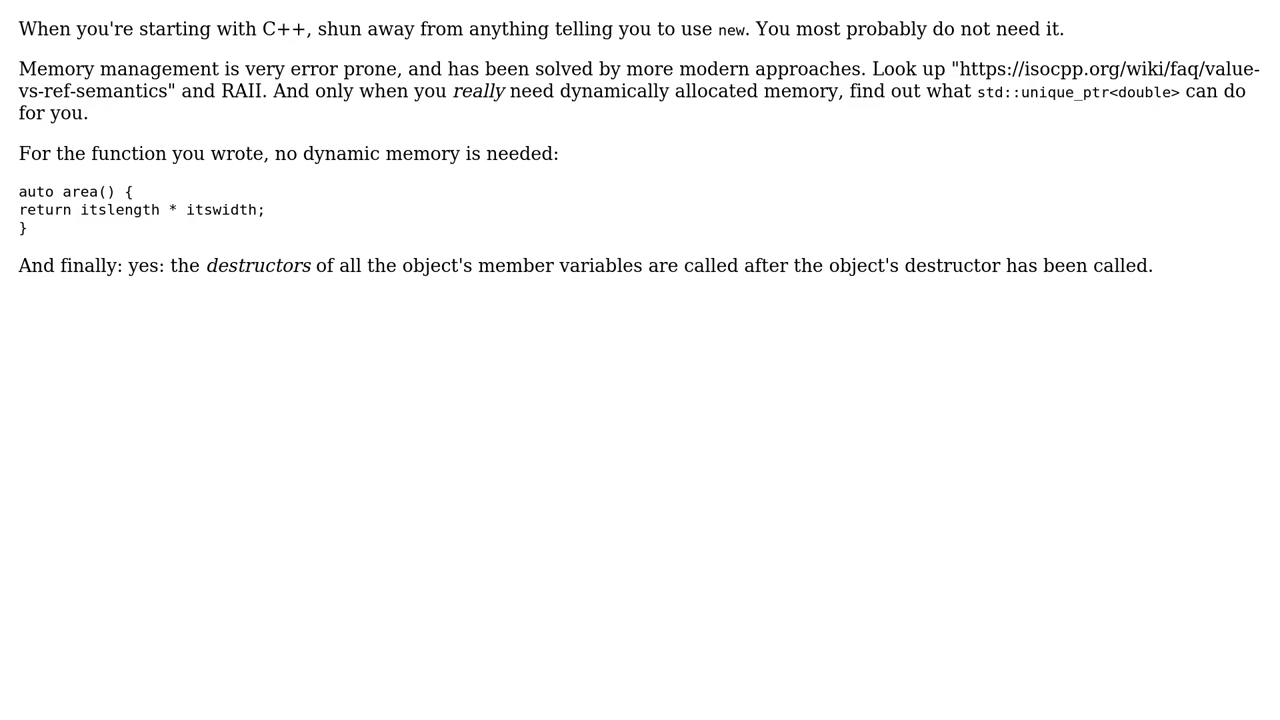 When you're starting with C++, shun away from anything telling you to use new. You most probably do not need it.
Memory management is very error prone, and has been solved by more modern approaches. Look up "https://isocpp.org/wiki/faq/value-
vs-ref-semantics" and RAII. And only when you really need dynamically allocated memory, find out what std::unique_ptr<double> can do
for you.
For the function you wrote, no dynamic memory is needed:
auto area() {
return itslength * itswidth;
}
And finally: yes: the destructors of all the object's member variables are called after the object's destructor has been called.